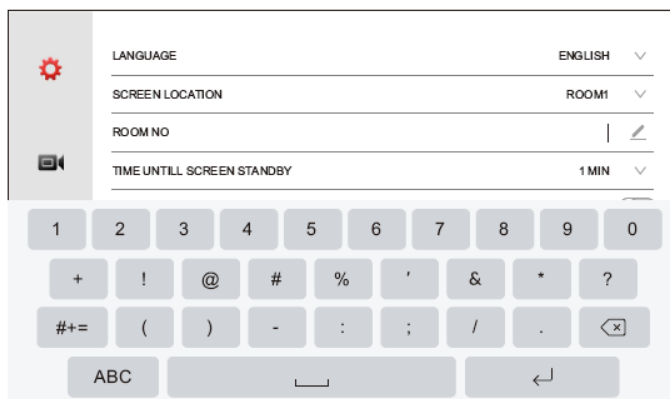 LANGUAGE ENGLISH
SCREEN LOCATION ROOM1
ROOM NO
TIME UNTILL SCREEN STANDBY 1 MIN
1 2 3 4 5 6 7 8 9 0
+ ! @ # % ' & * ?
#+= ( ) - : ; / .
ABC